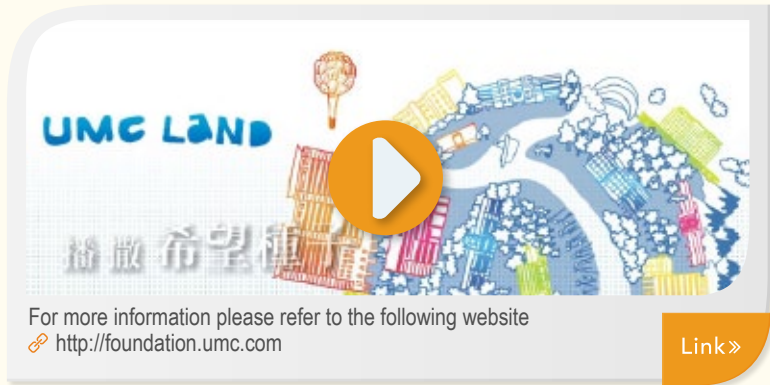 UMC LAND
播撒希望種子
For more information please refer to the following website
http://foundation.umc.com
Link»